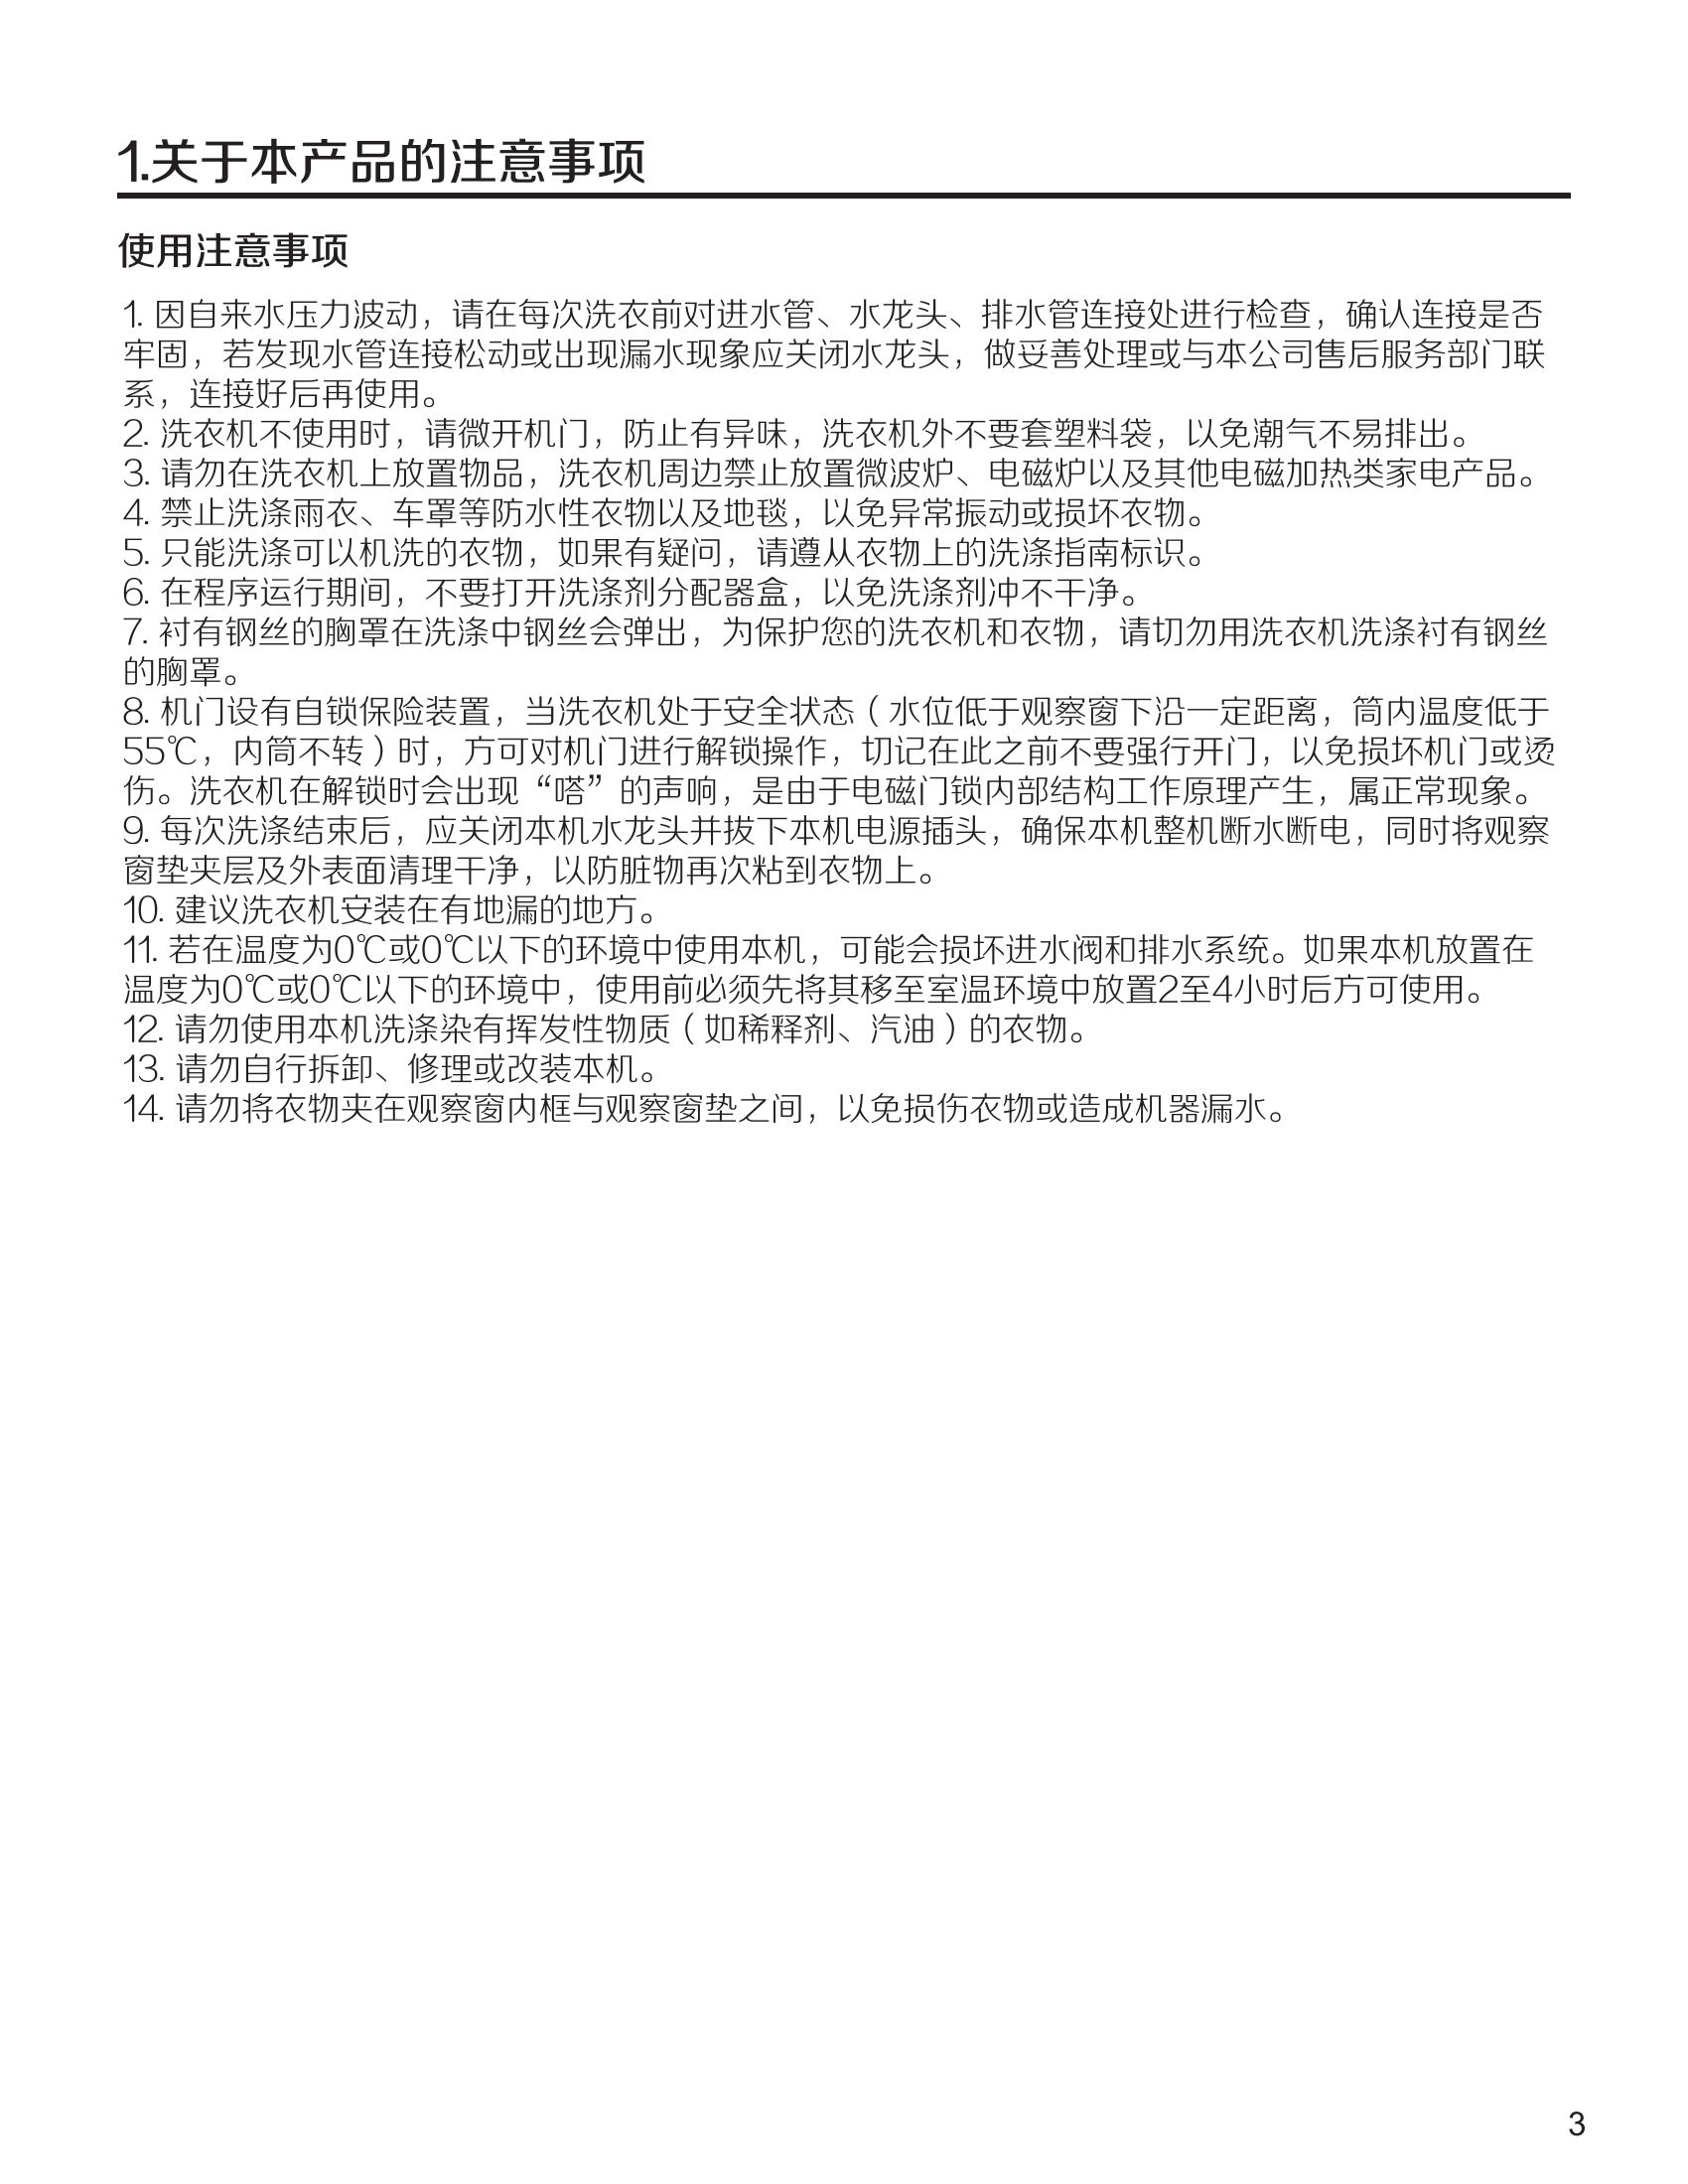 1.关于本产品的注意事项
使用注意事项
1. 因自来水压力波动，请在每次洗衣前对进水管、水龙头、排水管连接处进行检查，确认连接是否
牢固，若发现水管连接松动或出现漏水现象应关闭水龙头，做妥善处理或与本公司售后服务部门联
系，连接好后再使用。
2. 洗衣机不使用时，请微开机门，防止有异味，洗衣机外不要套塑料袋，以免潮气不易排出。
3. 请勿在洗衣机上放置物品，洗衣机周边禁止放置微波炉、电磁炉以及其他电磁加热类家电产品。
4. 禁止洗涤雨衣、车罩等防水性衣物以及地毯，以免异常振动或损坏衣物。
5. 只能洗涤可以机洗的衣物，如果有疑问，请遵从衣物上的洗涤指南标识。
6. 在程序运行期间，不要打开洗涤剂分配器盒，以免洗涤剂冲不干净。
7. 衬有钢丝的胸罩在洗涤中钢丝会弹出，为保护您的洗衣机和衣物，请切勿用洗衣机洗涤衬有钢丝
的胸罩。
8. 机门设有自锁保险装置，当洗衣机处于安全状态（水位低于观察窗下沿一定距离，筒内温度低于
55℃，内筒不转）时，方可对机门进行解锁操作，切记在此之前不要强行开门，以免损坏机门或烫
伤。洗衣机在解锁时会出现“嗒”的声响，是由于电磁门锁内部结构工作原理产生，属正常现象。
9. 每次洗涤结束后，应关闭本机水龙头并拔下本机电源插头，确保本机整机断水断电，同时将观察
窗垫夹层及外表面清理干净，以防脏物再次粘到衣物上。
10. 建议洗衣机安装在有地漏的地方。
11. 若在温度为0℃或0℃以下的环境中使用本机，可能会损坏进水阀和排水系统。如果本机放置在
温度为0℃或0℃以下的环境中，使用前必须先将其移至室温环境中放置2至4小时后方可使用。
12. 请勿使用本机洗涤染有挥发性物质（如稀释剂、汽油）的衣物。
13. 请勿自行拆卸、修理或改装本机。
14. 请勿将衣物夹在观察窗内框与观察窗垫之间，以免损伤衣物或造成机器漏水。
3